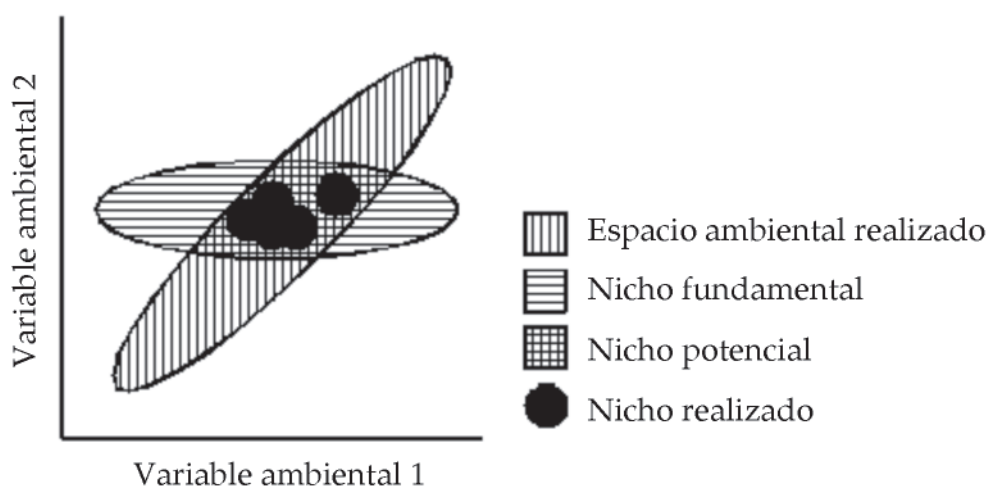 Variable ambiental 2
Espacio ambiental realizado
Nicho fundamental
Nicho potencial
Nicho realizado
Variable ambiental 1